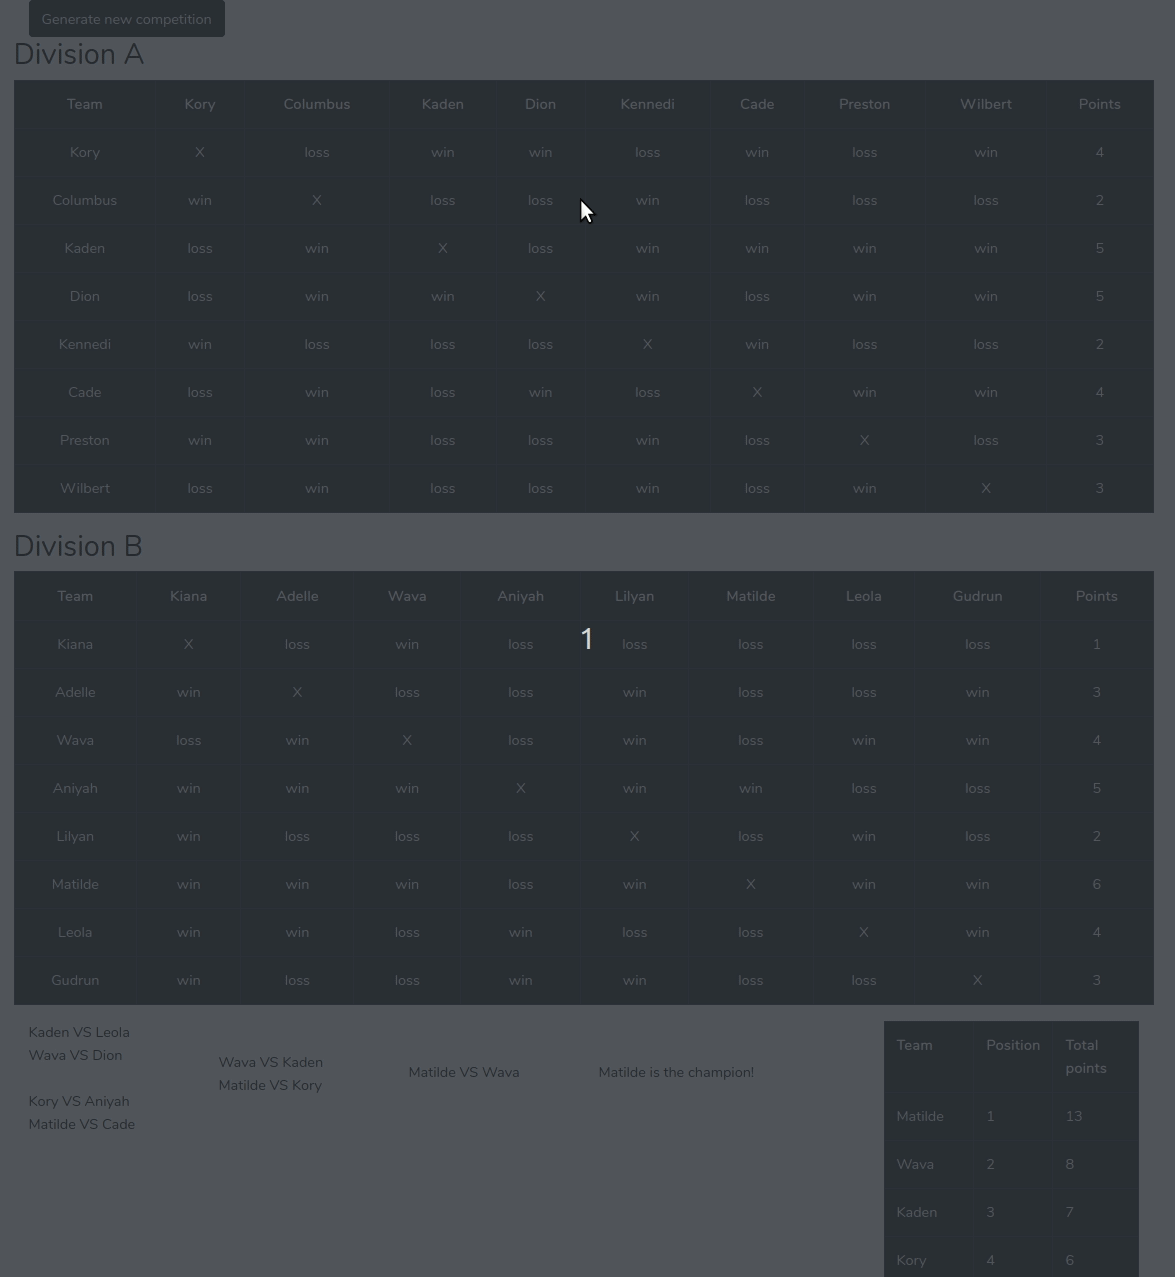 Generate new competition
Division A
Team Kory Columbus Kaden Dion Kennedi Cade Preston Wilbert Points
Kory X loss win win loss win loss win 4
Columbus win X loss loss win loss loss loss 2
Kaden loss win X loss win win win win 5
Dion loss win win X win loss win win 5
Kennedi win loss loss loss X win loss loss 2
Cade loss win loss win loss X win win 4
Preston win win loss loss win loss X loss 3
Wilbert loss win loss loss win loss win X 3
Division B
Team Kiana Adelle Wava Aniyah Lilyan Matilde Leola Gudrun Points
Kiana X loss win loss 1 loss loss loss loss 1
Adelle win X loss loss win loss loss win 3
Wava loss win X loss win loss win win 4
Aniyah win win win X win win loss loss 5
Lilyan win loss loss loss X loss win loss 2
Matilde win win win loss win X win win 6
Leola win win loss win loss loss X win 4
Gudrun win loss loss win win loss loss X 3
Kaden VS Leola
Wava VS Dion
Kory VS Aniyah
Matilde VS Cade
Wava VS Kaden
Matilde VS Kory
Matilde VS Wava
Matilde is the champion!
Team Position Total points
Matilde 1 13
Wava 2 8
Kaden 3 7
Kory 4 6